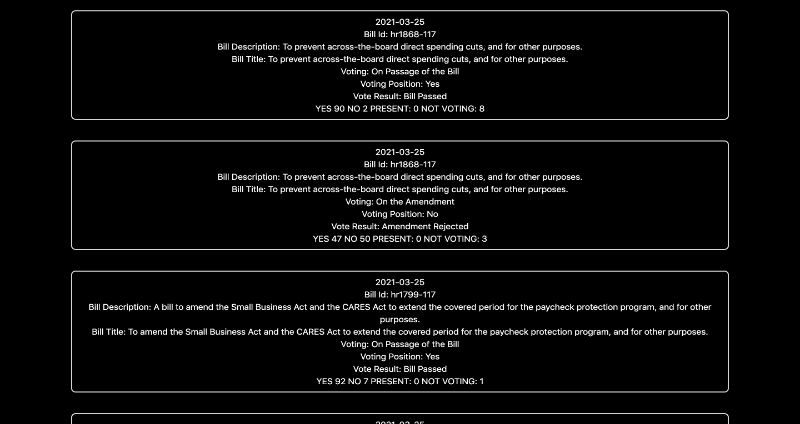 2021-03-25
Bill Id: hr1868-117
Bill Description: To prevent across-the-board direct spending cuts, and for other purposes.
Bill Title: To prevent across-the-board direct spending cuts, and for other purposes.
Voting: On Passage of the Bill
Voting Position: Yes
Vote Result: Bill Passed
YES 90 NO 2 PRESENT: 0 NOT VOTING: 8
2021-03-25
Bill Id: hr1868-117
Bill Description: To prevent across-the-board direct spending cuts, and for other purposes.
Bill Title: To prevent across-the-board direct spending cuts, and for other purposes.
Voting: On the Amendment
Voting Position: No
Vote Result: Amendment Rejected
YES 47 NO 50 PRESENT: 0 NOT VOTING: 3
2021-03-25
Bill Id: hr1799-117
Bill Description: A bill to amend the Small Business Act and the CARES Act to extend the covered period for the paycheck protection program, and for other
purposes.
Bill Title: To amend the Small Business Act and the CARES Act to extend the covered period for the paycheck protection program, and for other purposes.
Voting: On Passage of the Bill
Voting Position: Yes
Vote Result: Bill Passed
YES 92 NO 7 PRESENT: 0 NOT VOTING: 1
2021-03-25